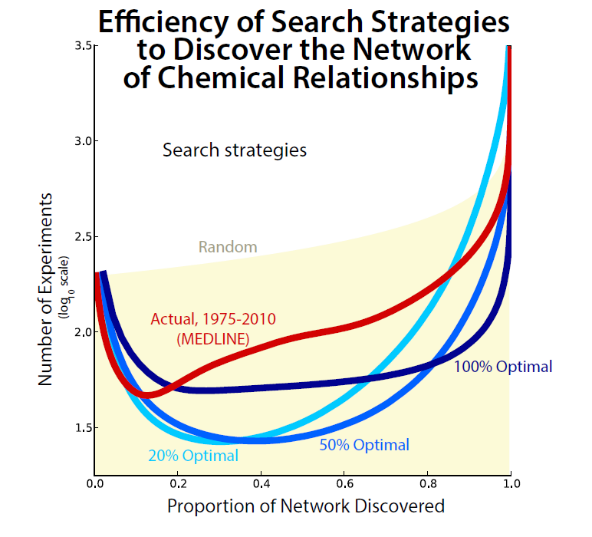 Efficiency of Search Strategies
to Discover the Network
of Chemical Relationships
3.5
Search strategies
3.0
Number of Experiments
(log₁₀ scale)
2.5
Random
Actual, 1975-2010
(MEDLINE)
2.0
100% Optimal
50% Optimal
1.5
20% Optimal
0.0 0.2 0.4 0.6 0.8 1.0
Proportion of Network Discovered